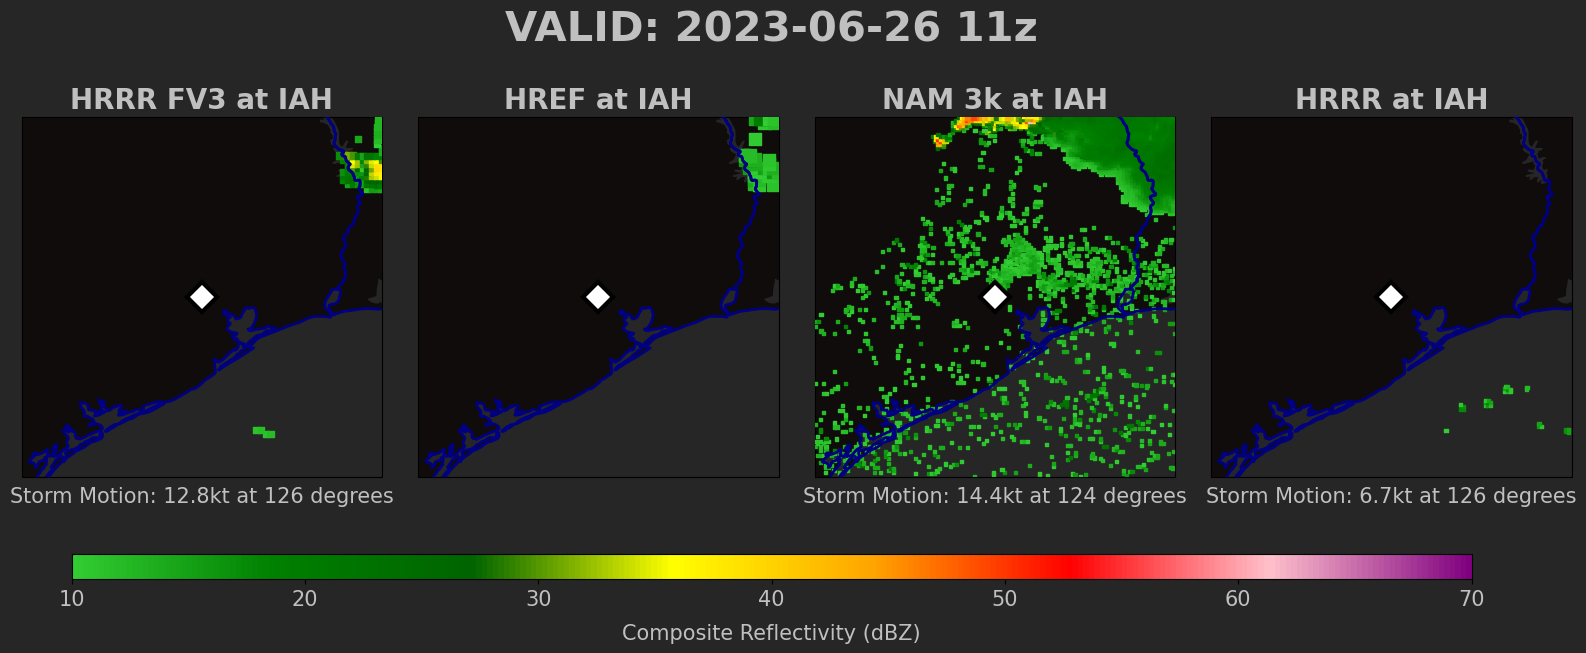 VALID: 2023-06-26 11z
HRRR FV3 at IAH
HREF at IAH
NAM 3k at IAH
HRRR at IAH
Storm Motion: 12.8kt at 126 degrees
Storm Motion: 14.4kt at 124 degrees
Storm Motion: 6.7kt at 126 degrees
10 20 30 40 50 60 70
Composite Reflectivity (dBZ)